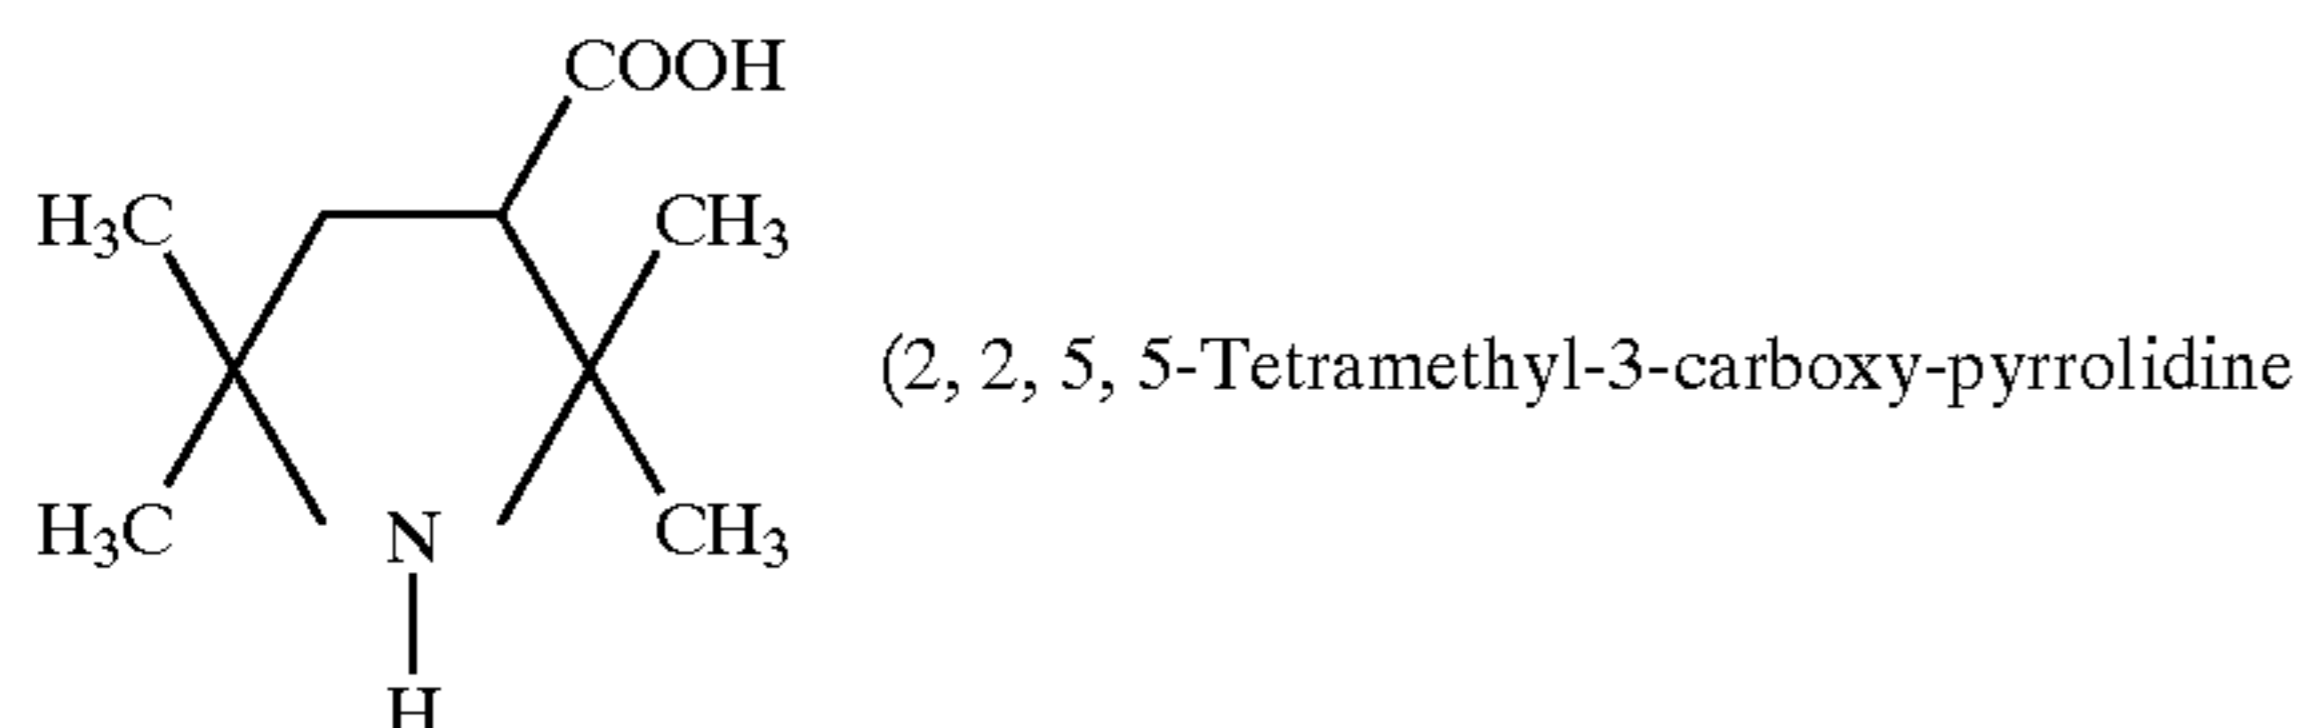 COOH
H₃C CH₃
(2, 2, 5, 5-Tetramethyl-3-carboxy-pyrrolidine
H₃C N CH₃
H